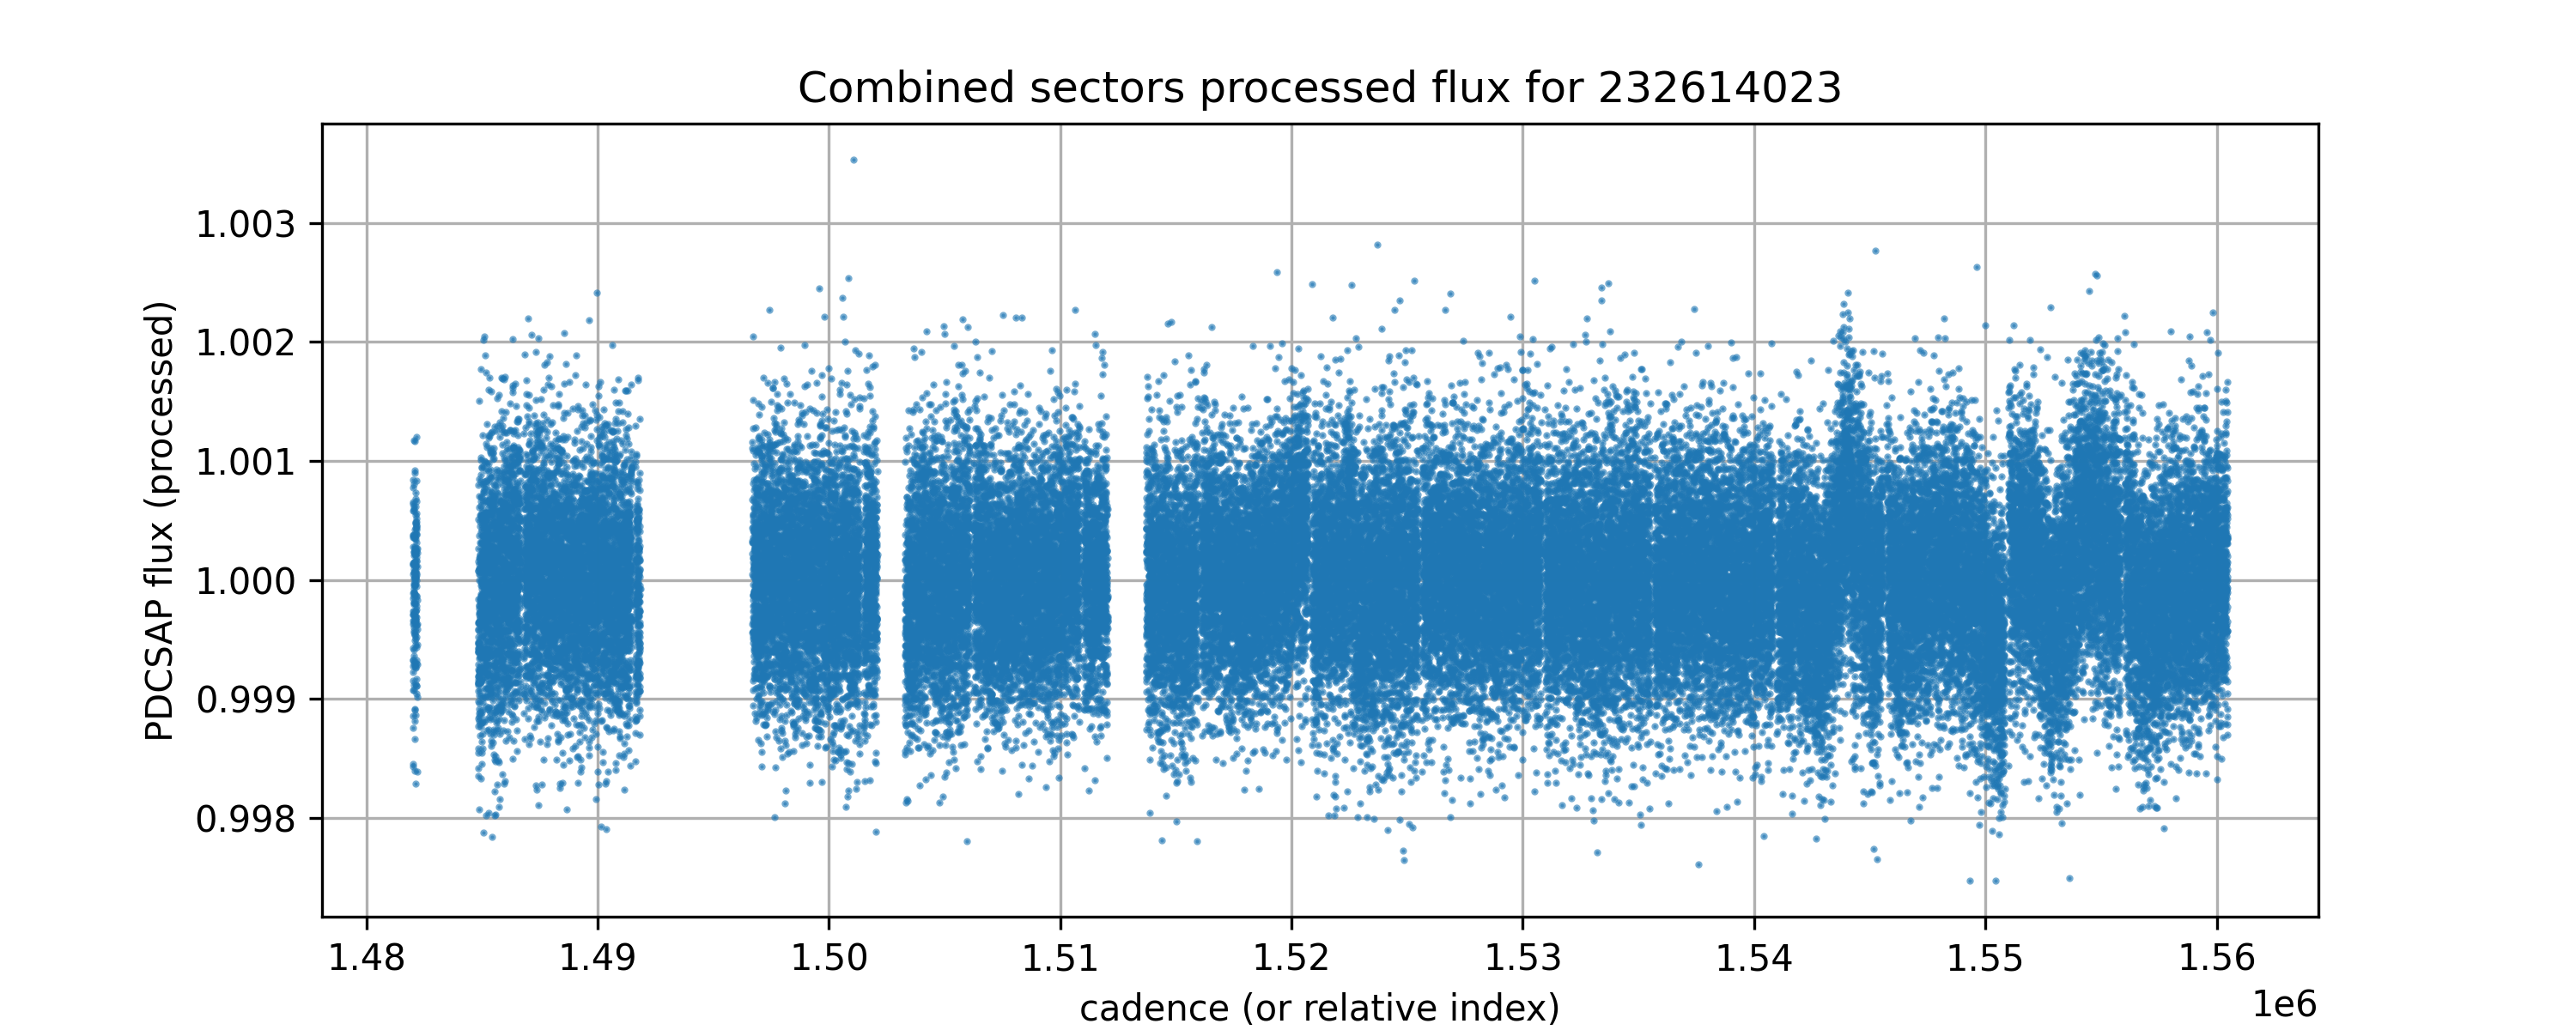 Combined sectors processed flux for 232614023
PDCSAP flux (processed)
1.003
1.002
1.001
1.000
0.999
0.998
1.48 1.49 1.50 1.51 1.52 1.53 1.54 1.55 1.56
1e6
cadence (or relative index)